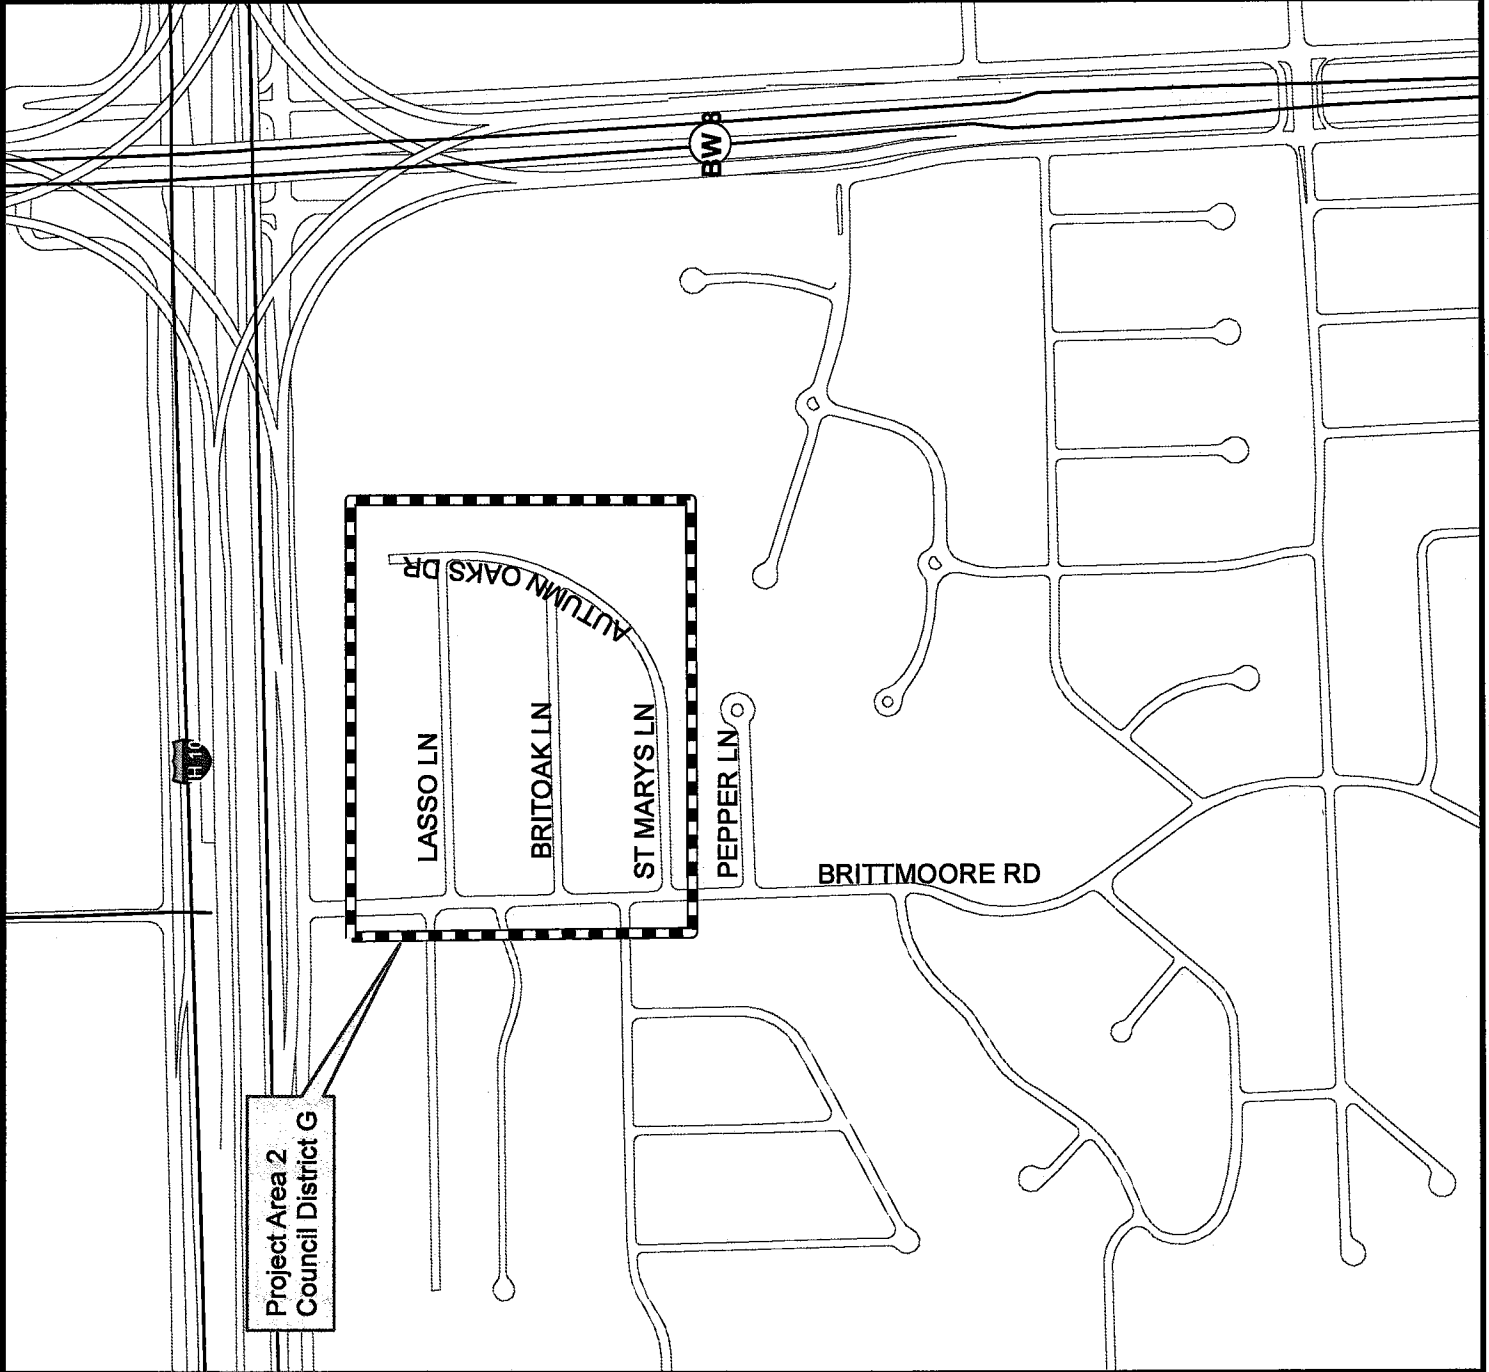 BW 8
IH 10
AUTUMN OAKS DR
LASSO LN
BRITOAK LN
ST MARYS LN
PEPPER LN
BRITTMOORE RD
Project Area 2
Council District G